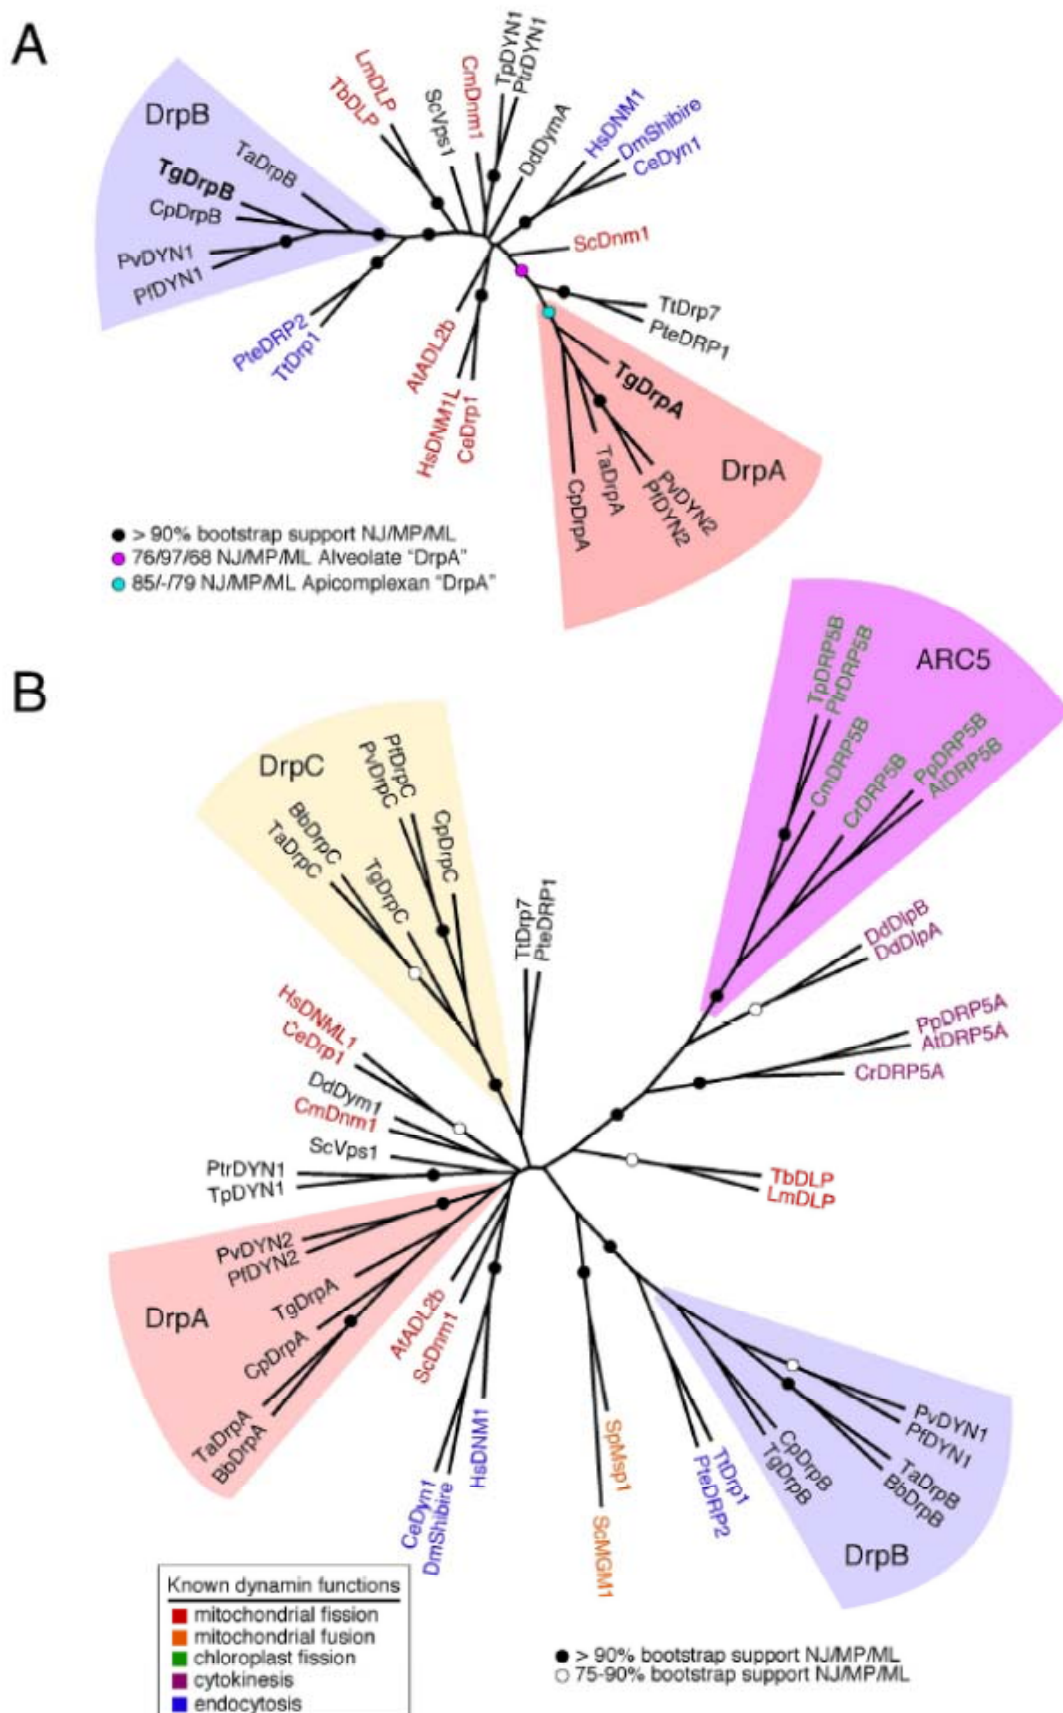 A
DrpB
TaDrpB
TgDrpB
CpDrpB
PvDYN1
PfDYN1
PteDRP2
TtDrp1
LmDLP
TbDLP
ScVps1
CmDnm1
TpDYN1
PtrDYN1
DdDymA
HsDNM1
DmShibire
CeDyn1
ScDnm1
TtDrp7
PteDRP1
AtADL2b
HsDNM1L
CeDrp1
TgDrpA
PvDYN2
PfDYN2
TaDrpA
CpDrpA
DrpA
> 90% bootstrap support NJ/MP/ML
76/97/68 NJ/MP/ML Alveolate “DrpA”
85/-/79 NJ/MP/ML Apicomplexan “DrpA”
B
DrpC
PfDrpC
PvDrpC
CpDrpC
BbDrpC
TaDrpC
TgDrpC
TtDrp7
PteDRP1
ARC5
TpDRP5B
PtrDRP5B
CmDRP5B
CrDRP5B
PpDRP5B
AtDRP5B
DdDlpB
DdDlpA
PpDRP5A
AtDRP5A
CrDRP5A
TbDLP
LmDLP
HsDNML1
CeDrp1
DdDym1
CmDnm1
ScVps1
PtrDYN1
TpDYN1
PvDYN2
PfDYN2
TgDrpA
DrpA
CpDrpA
TaDrpA
BbDrpA
AtADL2b
ScDnm1
CeDyn1
DmShibire
HsDNM1
SpMsp1
ScMGM1
TtDrp1
PteDRP2
CpDrpB
TgDrpB
PvDYN1
PfDYN1
TaDrpB
BbDrpB
DrpB
Known dynamin functions
mitochondrial fission
mitochondrial fusion
chloroplast fission
cytokinesis
endocytosis
> 90% bootstrap support NJ/MP/ML
75-90% bootstrap support NJ/MP/ML